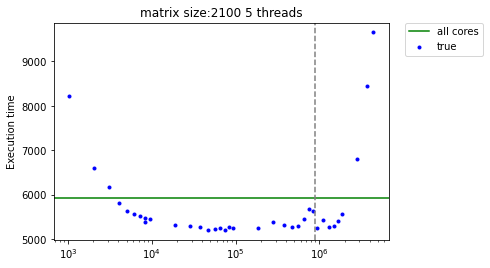 matrix size:2100 5 threads
Execution time
9000
8000
7000
6000
5000
10³
10⁴
10⁵
10⁶
all cores
true